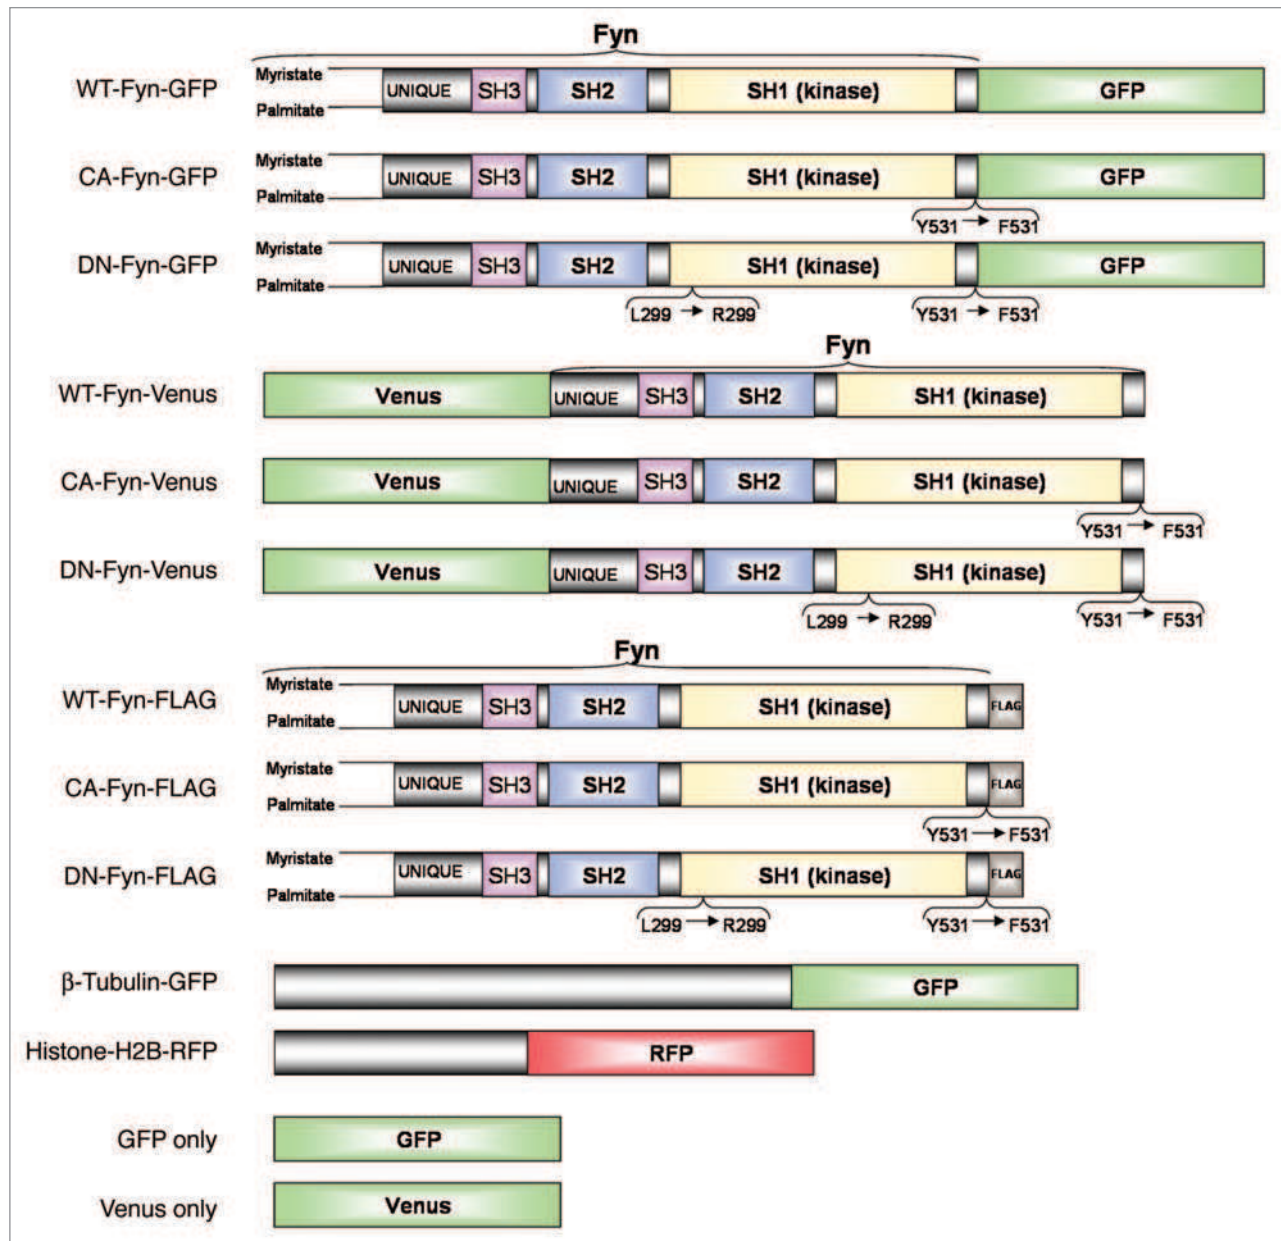 Fyn
WT-Fyn-GFP
Myristate
Palmitate
UNIQUE SH3 SH2 SH1 (kinase) GFP
CA-Fyn-GFP
Myristate
Palmitate
UNIQUE SH3 SH2 SH1 (kinase) GFP
Y531 → F531
DN-Fyn-GFP
Myristate
Palmitate
UNIQUE SH3 SH2 SH1 (kinase) GFP
L299 → R299 Y531 → F531
Fyn
WT-Fyn-Venus
Venus UNIQUE SH3 SH2 SH1 (kinase)
CA-Fyn-Venus
Venus UNIQUE SH3 SH2 SH1 (kinase)
Y531 → F531
DN-Fyn-Venus
Venus UNIQUE SH3 SH2 SH1 (kinase)
L299 → R299 Y531 → F531
Fyn
WT-Fyn-FLAG
Myristate
Palmitate
UNIQUE SH3 SH2 SH1 (kinase) FLAG
CA-Fyn-FLAG
Myristate
Palmitate
UNIQUE SH3 SH2 SH1 (kinase) FLAG
Y531 → F531
DN-Fyn-FLAG
Myristate
Palmitate
UNIQUE SH3 SH2 SH1 (kinase) FLAG
L299 → R299 Y531 → F531
β-Tubulin-GFP GFP
Histone-H2B-RFP RFP
GFP only GFP
Venus only Venus